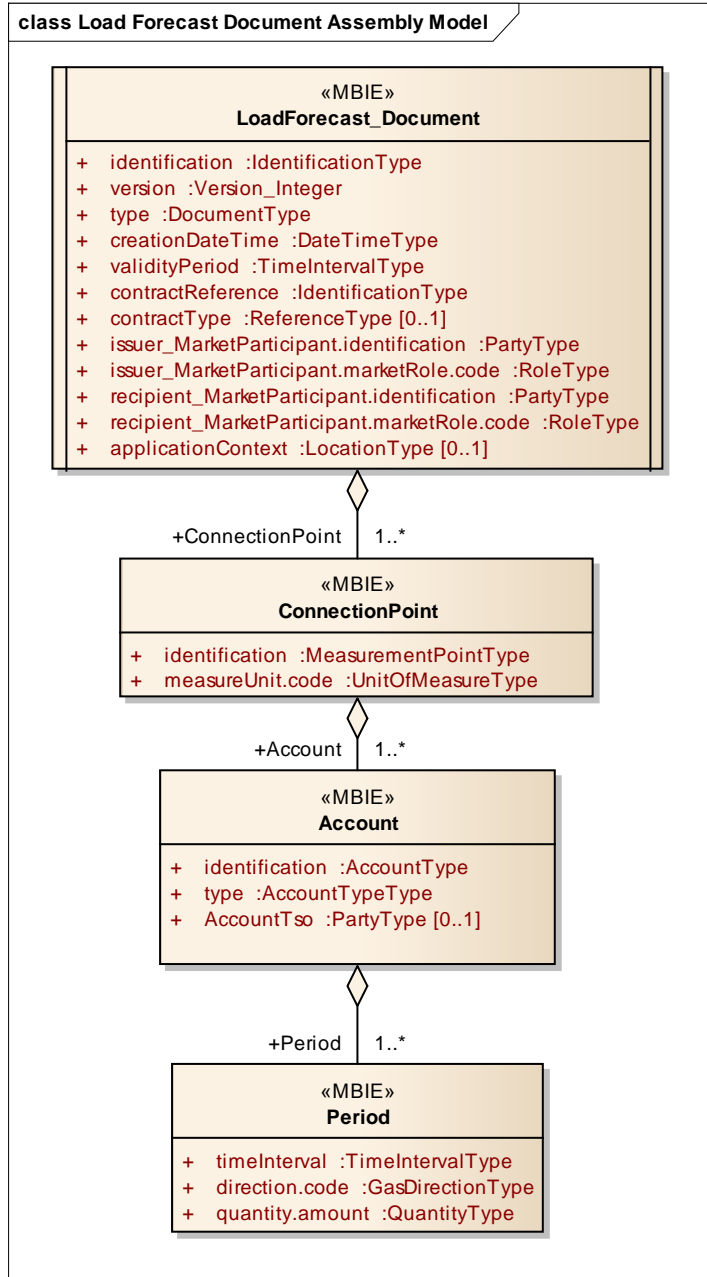 class Load Forecast Document Assembly Model
«MBIE»
LoadForecast_Document
+ identification :IdentificationType
+ version :Version_Integer
+ type :DocumentType
+ creationDateTime :DateTimeType
+ validityPeriod :TimeIntervalType
+ contractReference :IdentificationType
+ contractType :ReferenceType [0..1]
+ issuer_MarketParticipant.identification :PartyType
+ issuer_MarketParticipant.marketRole.code :RoleType
+ recipient_MarketParticipant.identification :PartyType
+ recipient_MarketParticipant.marketRole.code :RoleType
+ applicationContext :LocationType [0..1]
+ConnectionPoint 1..*
«MBIE»
ConnectionPoint
+ identification :MeasurementPointType
+ measureUnit.code :UnitOfMeasureType
+Account 1..*
«MBIE»
Account
+ identification :AccountType
+ type :AccountTypeType
+ AccountTso :PartyType [0..1]
+Period 1..*
«MBIE»
Period
+ timeInterval :TimeIntervalType
+ direction.code :GasDirectionType
+ quantity.amount :QuantityType